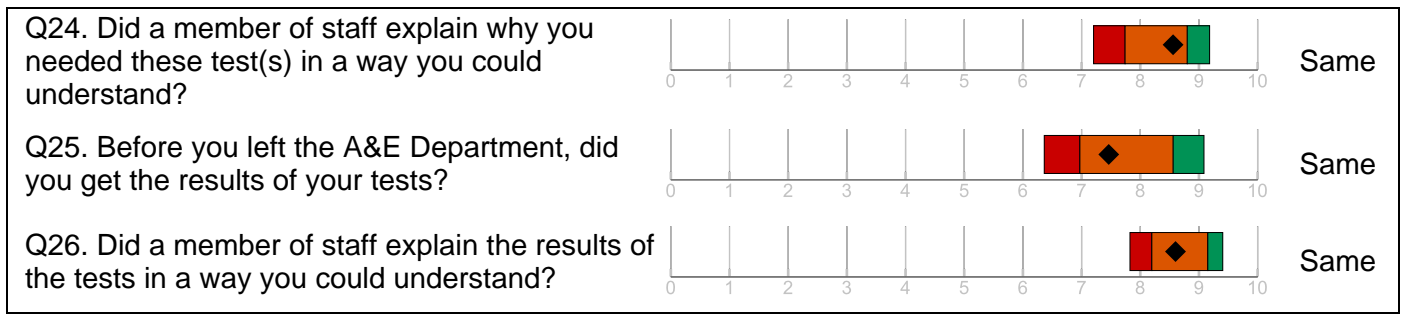 Q24. Did a member of staff explain why you
needed these test(s) in a way you could
understand?
0 1 2 3 4 5 6 7 8 9 10
Same
Q25. Before you left the A&E Department, did
you get the results of your tests?
0 1 2 3 4 5 6 7 8 9 10
Same
Q26. Did a member of staff explain the results of
the tests in a way you could understand?
0 1 2 3 4 5 6 7 8 9 10
Same